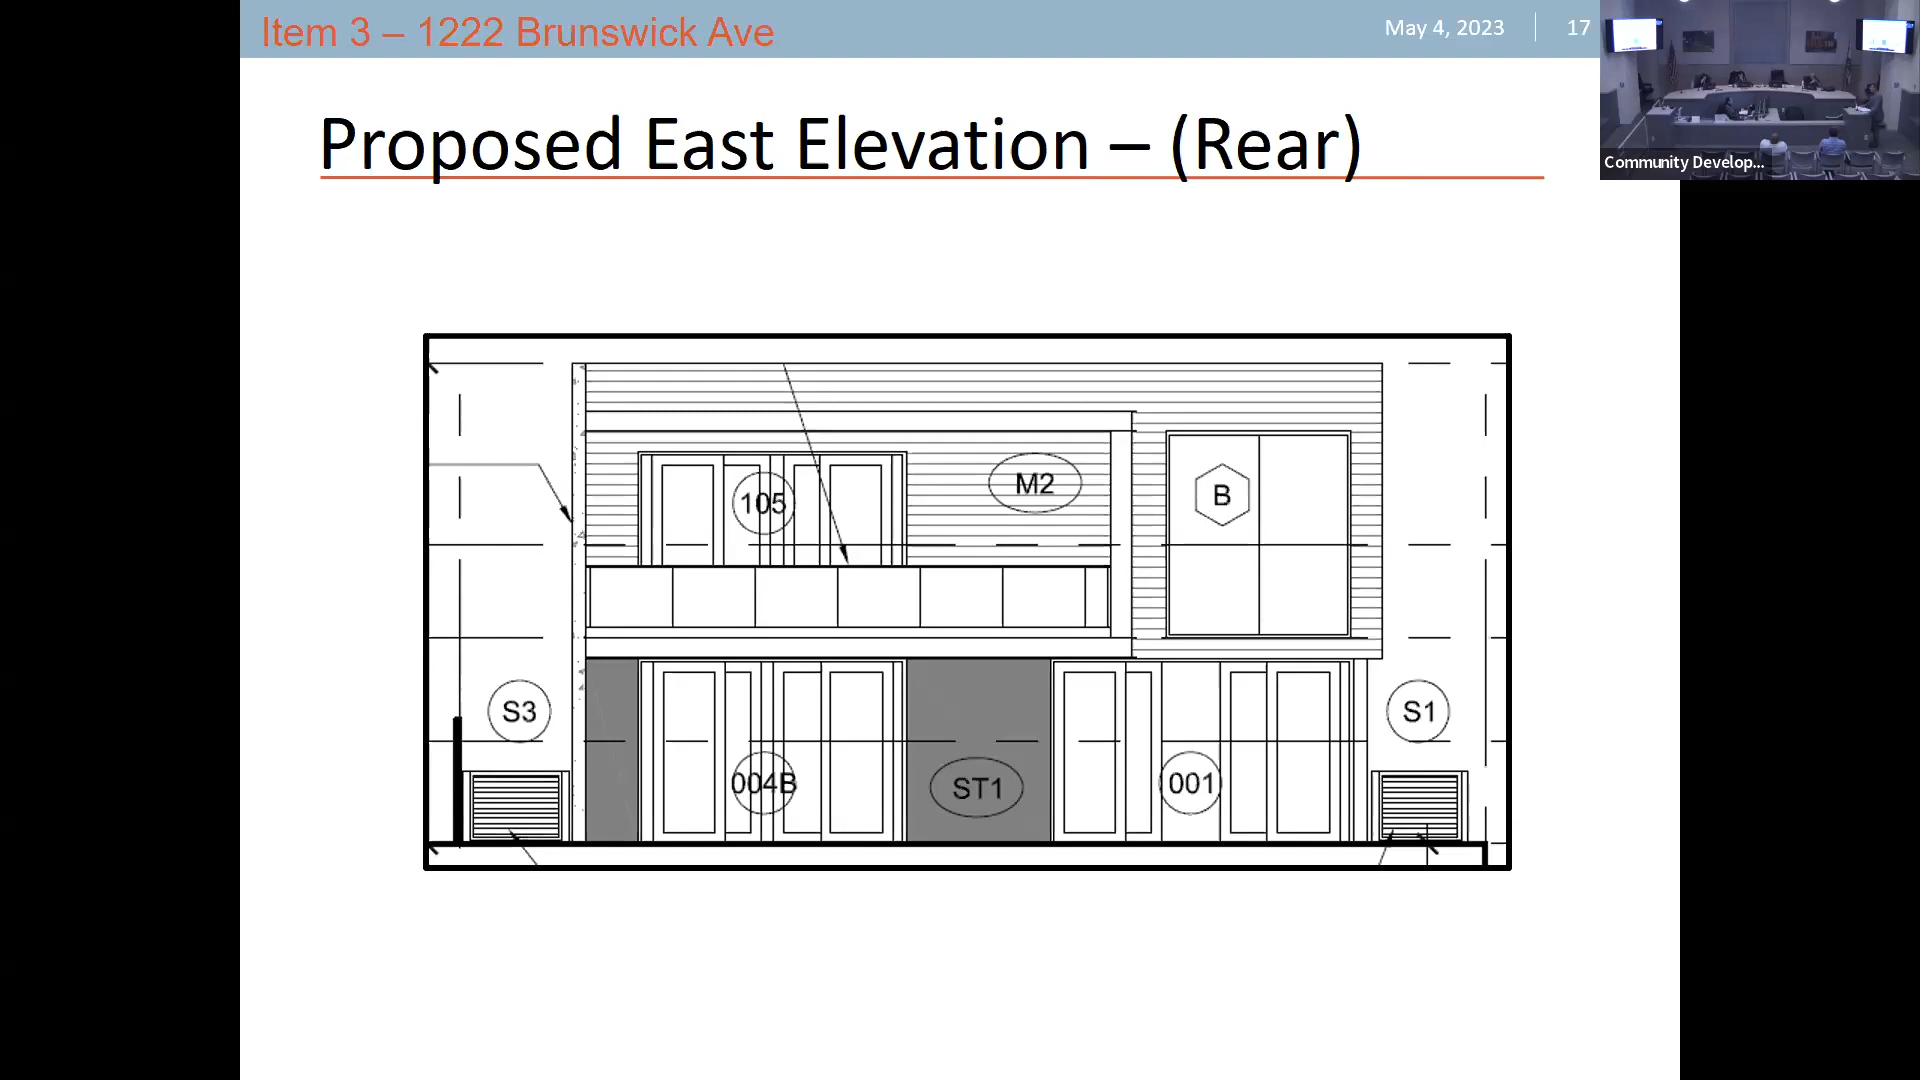 Item 3 – 1222 Brunswick Ave
May 4, 2023
17
Community Develop...
Proposed East Elevation – (Rear)
105
M2
B
S3
S1
004B
ST1
001